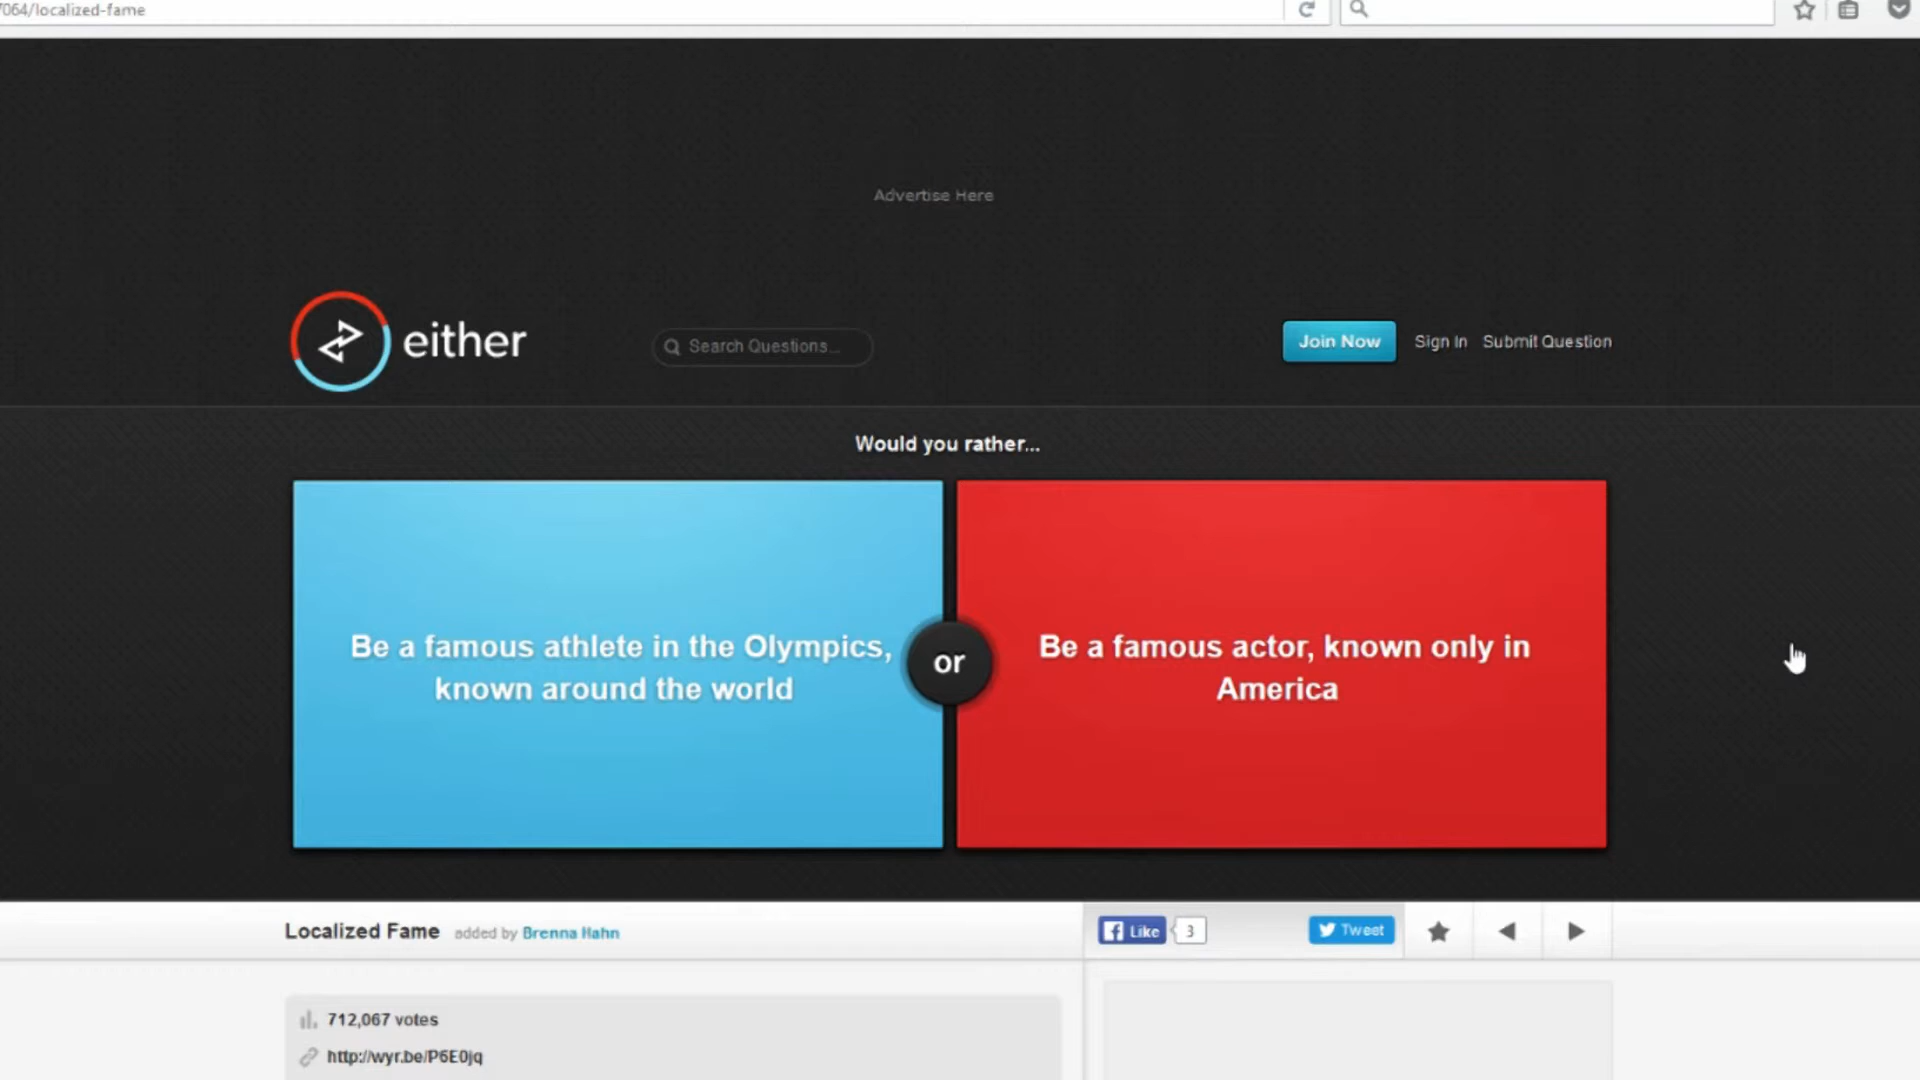 7064/localized-fame
Advertise Here
either
Search Questions...
Join Now
Sign In
Submit Question
Would you rather...
Be a famous athlete in the Olympics,
known around the world
or
Be a famous actor, known only in
America
Localized Fame
added by Brenna Hahn
Like
3
Tweet
712,067 votes
http://wyr.be/P6E0jq